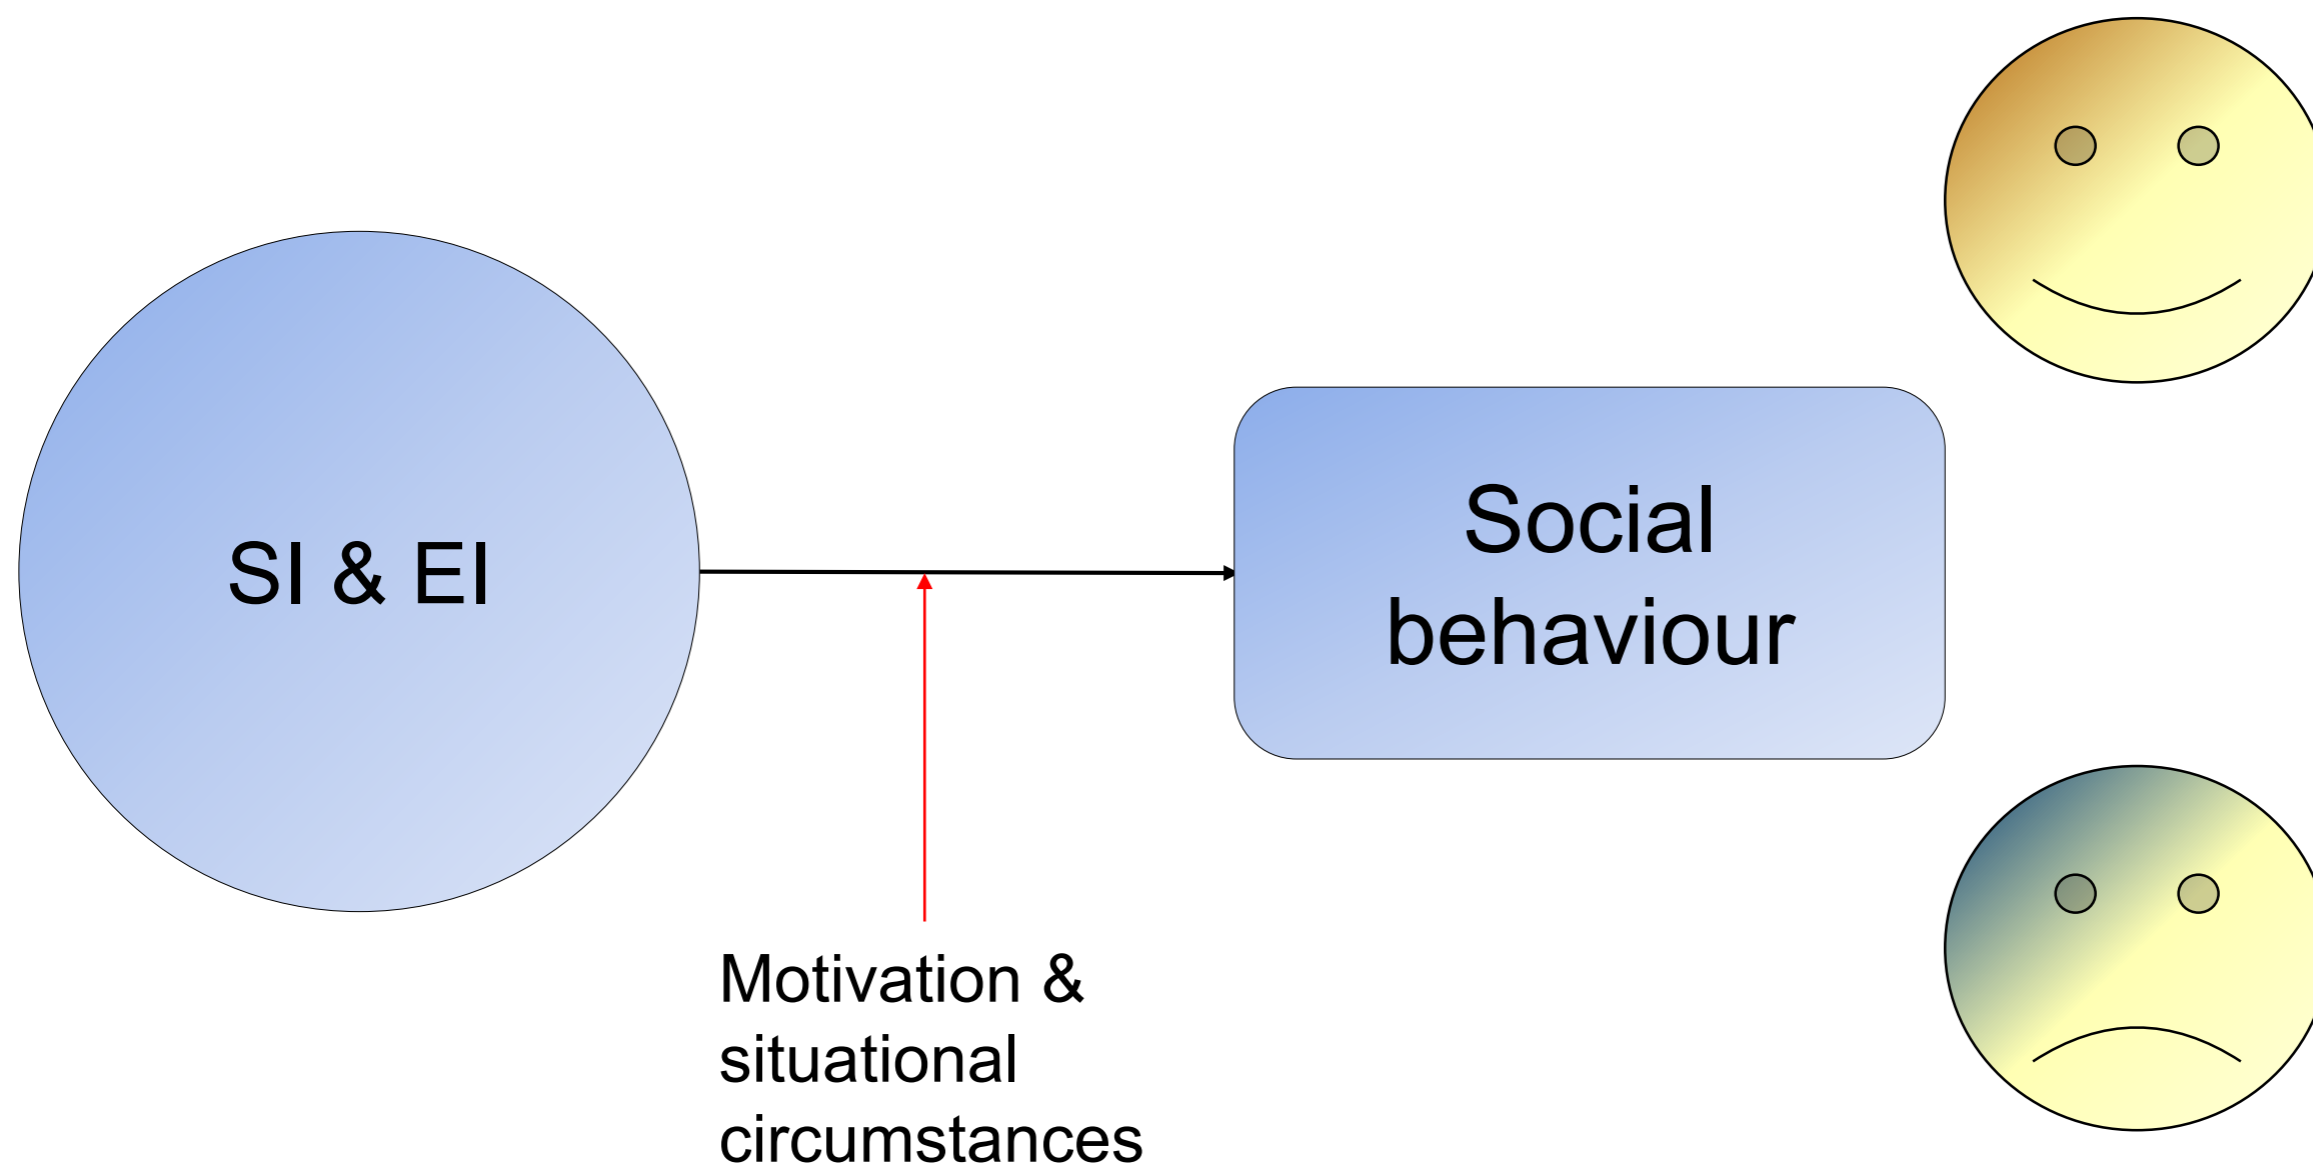 SI & EI
Social
behaviour
Motivation &
situational
circumstances